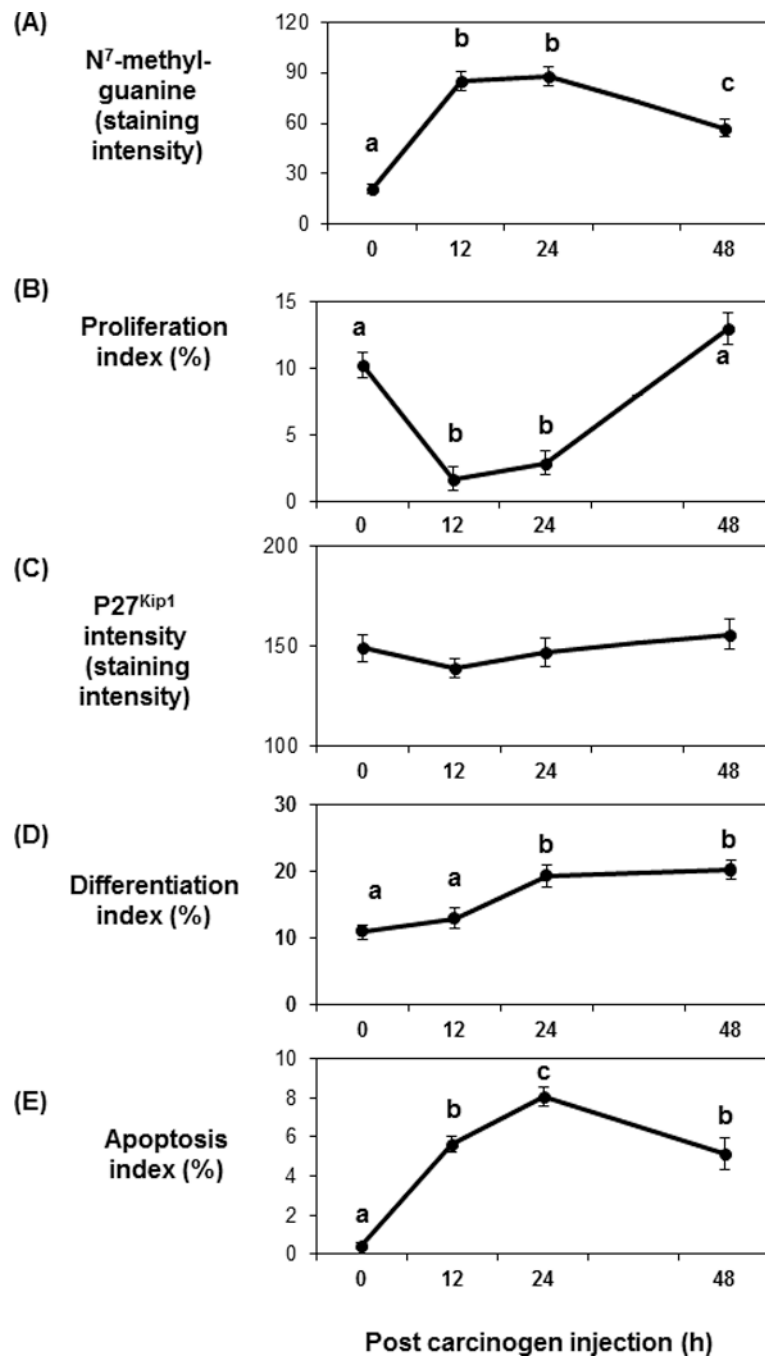 (A)
N⁷-methyl-
guanine
(staining
intensity)
120
90
60
30
0
a
b
b
c
0 12 24 48
(B)
Proliferation
index (%)
15
10
5
0
a
b
b
a
0 12 24 48
(C)
P27ᴷⁱᵖ¹
intensity
(staining
intensity)
200
150
100
0 12 24 48
(D)
Differentiation
index (%)
30
20
10
0
a
a
b
b
0 12 24 48
(E)
Apoptosis
index (%)
10
8
6
4
2
0
a
b
c
b
0 12 24 48
Post carcinogen injection (h)